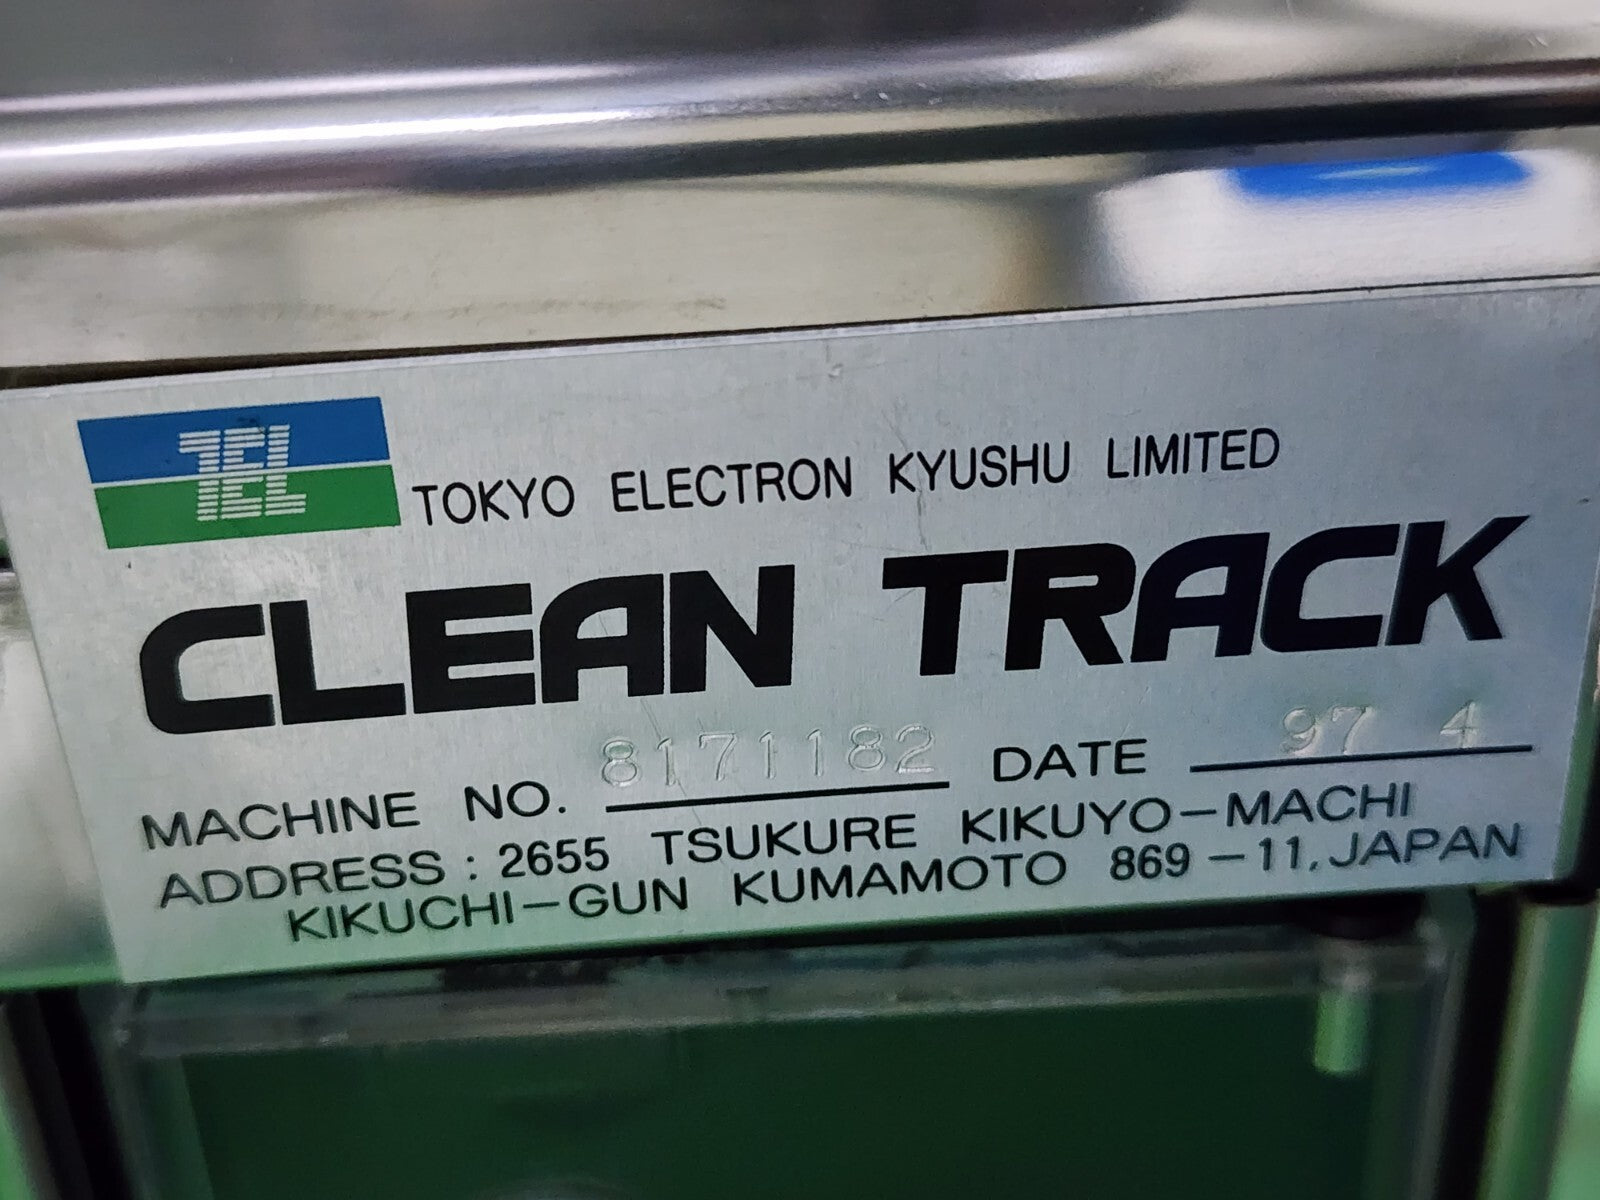 TEL
TOKYO ELECTRON KYUSHU LIMITED
CLEAN TRACK
MACHINE NO. 8171182 DATE 97 4
ADDRESS : 2655 TSUKURE KIKUYO-MACHI
KIKUCHI-GUN KUMAMOTO 869-11, JAPAN